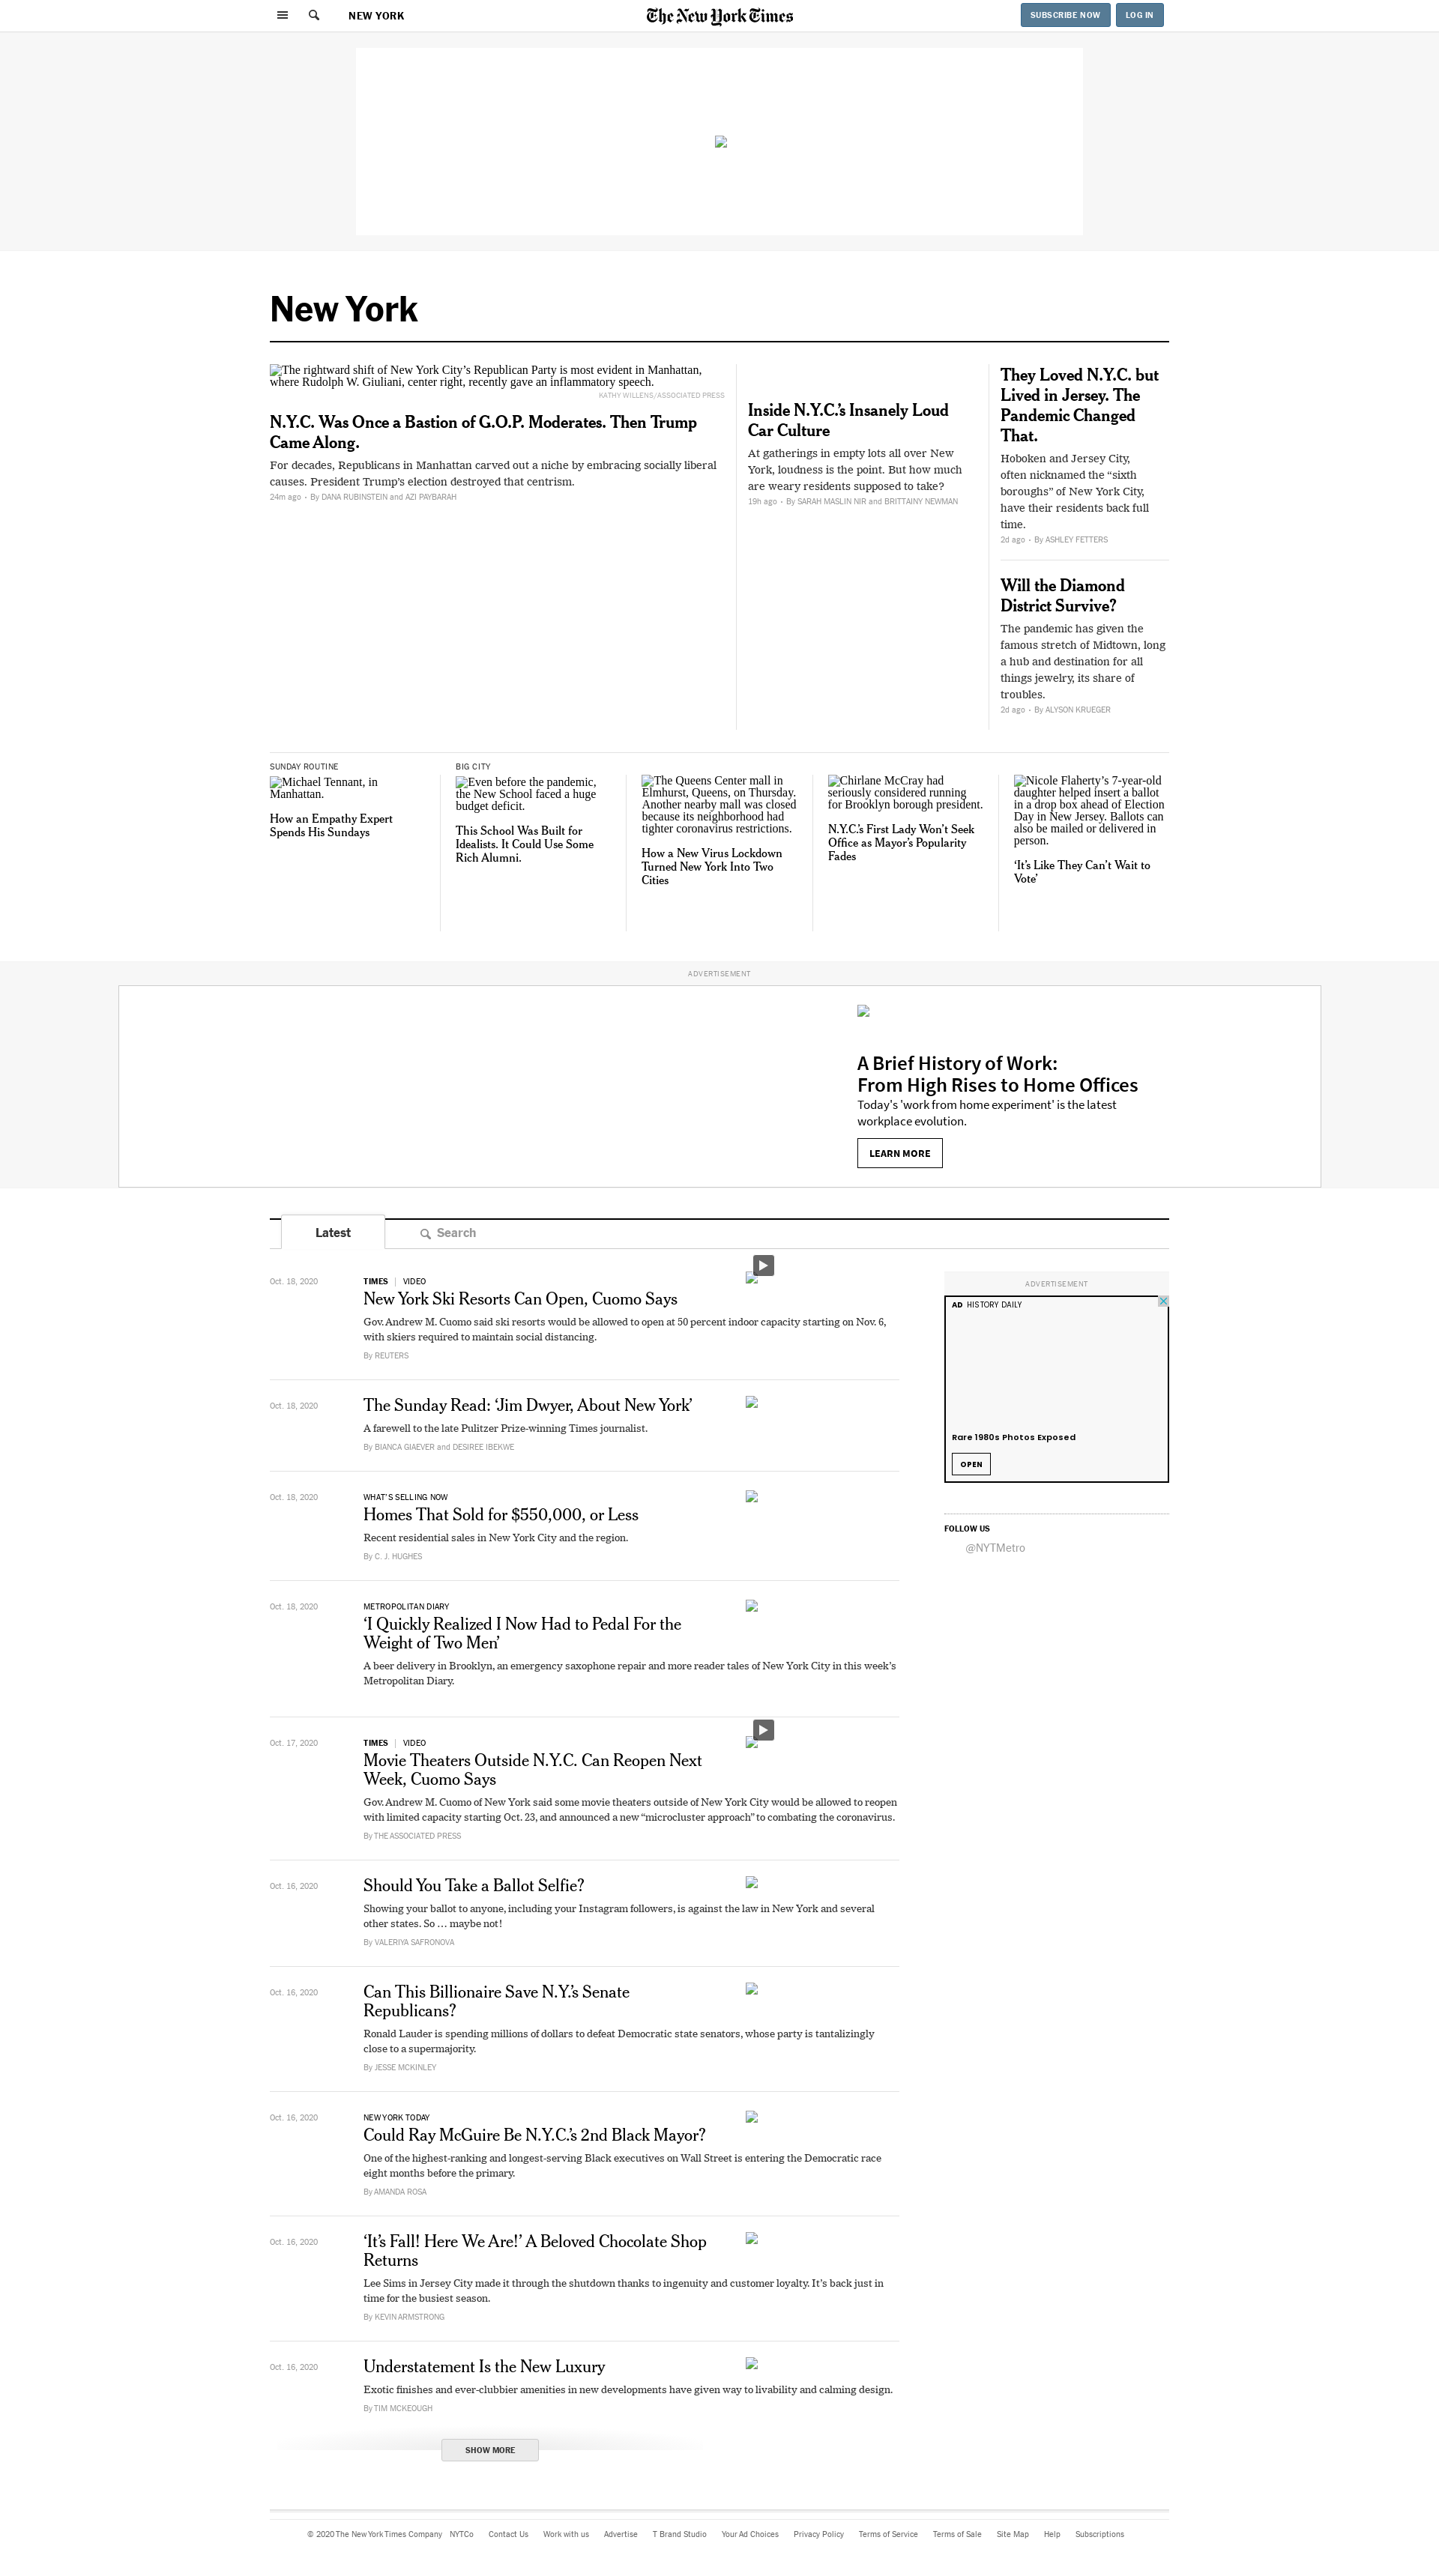 NEW YORK
The New York Times
SUBSCRIBE NOW
LOG IN
New York
The rightward shift of New York City’s Republican Party is most evident in Manhattan,
where Rudolph W. Giuliani, center right, recently gave an inflammatory speech.
KATHY WILLENS/ASSOCIATED PRESS
N.Y.C. Was Once a Bastion of G.O.P. Moderates. Then Trump
Came Along.
For decades, Republicans in Manhattan carved out a niche by embracing socially liberal
causes. President Trump’s election destroyed that centrism.
24m ago • By DANA RUBINSTEIN and AZI PAYBARAH
Inside N.Y.C.’s Insanely Loud
Car Culture
At gatherings in empty lots all over New
York, loudness is the point. But how much
are weary residents supposed to take?
19h ago • By SARAH MASLIN NIR and BRITTAINY NEWMAN
They Loved N.Y.C. but
Lived in Jersey. The
Pandemic Changed
That.
Hoboken and Jersey City,
often nicknamed the “sixth
boroughs” of New York City,
have their residents back full
time.
2d ago • By ASHLEY FETTERS
Will the Diamond
District Survive?
The pandemic has given the
famous stretch of Midtown, long
a hub and destination for all
things jewelry, its share of
troubles.
2d ago • By ALYSON KRUEGER
SUNDAY ROUTINE
Michael Tennant, in
Manhattan.
How an Empathy Expert
Spends His Sundays
BIG CITY
Even before the pandemic,
the New School faced a huge
budget deficit.
This School Was Built for
Idealists. It Could Use Some
Rich Alumni.
The Queens Center mall in
Elmhurst, Queens, on Thursday.
Another nearby mall was closed
because its neighborhood had
tighter coronavirus restrictions.
How a New Virus Lockdown
Turned New York Into Two
Cities
Chirlane McCray had
seriously considered running
for Brooklyn borough president.
N.Y.C.’s First Lady Won’t Seek
Office as Mayor’s Popularity
Fades
Nicole Flaherty’s 7-year-old
daughter helped insert a ballot
in a drop box ahead of Election
Day in New Jersey. Ballots can
also be mailed or delivered in
person.
‘It’s Like They Can’t Wait to
Vote’
ADVERTISEMENT
A Brief History of Work:
From High Rises to Home Offices
Today's 'work from home experiment' is the latest
workplace evolution.
LEARN MORE
Latest
Search
Oct. 18, 2020
TIMES | VIDEO
New York Ski Resorts Can Open, Cuomo Says
Gov. Andrew M. Cuomo said ski resorts would be allowed to open at 50 percent indoor capacity starting on Nov. 6,
with skiers required to maintain social distancing.
By REUTERS
Oct. 18, 2020
The Sunday Read: ‘Jim Dwyer, About New York’
A farewell to the late Pulitzer Prize-winning Times journalist.
By BIANCA GIAEVER and DESIREE IBEKWE
Oct. 18, 2020
WHAT’S SELLING NOW
Homes That Sold for $550,000, or Less
Recent residential sales in New York City and the region.
By C. J. HUGHES
Oct. 18, 2020
METROPOLITAN DIARY
‘I Quickly Realized I Now Had to Pedal For the
Weight of Two Men’
A beer delivery in Brooklyn, an emergency saxophone repair and more reader tales of New York City in this week’s
Metropolitan Diary.
Oct. 17, 2020
TIMES | VIDEO
Movie Theaters Outside N.Y.C. Can Reopen Next
Week, Cuomo Says
Gov. Andrew M. Cuomo of New York said some movie theaters outside of New York City would be allowed to reopen
with limited capacity starting Oct. 23, and announced a new “microcluster approach” to combating the coronavirus.
By THE ASSOCIATED PRESS
Oct. 16, 2020
Should You Take a Ballot Selfie?
Showing your ballot to anyone, including your Instagram followers, is against the law in New York and several
other states. So … maybe not!
By VALERIYA SAFRONOVA
Oct. 16, 2020
Can This Billionaire Save N.Y.’s Senate
Republicans?
Ronald Lauder is spending millions of dollars to defeat Democratic state senators, whose party is tantalizingly
close to a supermajority.
By JESSE MCKINLEY
Oct. 16, 2020
NEW YORK TODAY
Could Ray McGuire Be N.Y.C.’s 2nd Black Mayor?
One of the highest-ranking and longest-serving Black executives on Wall Street is entering the Democratic race
eight months before the primary.
By AMANDA ROSA
Oct. 16, 2020
‘It’s Fall! Here We Are!’ A Beloved Chocolate Shop
Returns
Lee Sims in Jersey City made it through the shutdown thanks to ingenuity and customer loyalty. It’s back just in
time for the busiest season.
By KEVIN ARMSTRONG
Oct. 16, 2020
Understatement Is the New Luxury
Exotic finishes and ever-clubbier amenities in new developments have given way to livability and calming design.
By TIM MCKEOUGH
SHOW MORE
ADVERTISEMENT
AD HISTORY DAILY
Rare 1980s Photos Exposed
OPEN
FOLLOW US
@NYTMetro
© 2020 The New York Times Company NYTCo Contact Us Work with us Advertise T Brand Studio Your Ad Choices Privacy Policy Terms of Service Terms of Sale Site Map Help Subscriptions